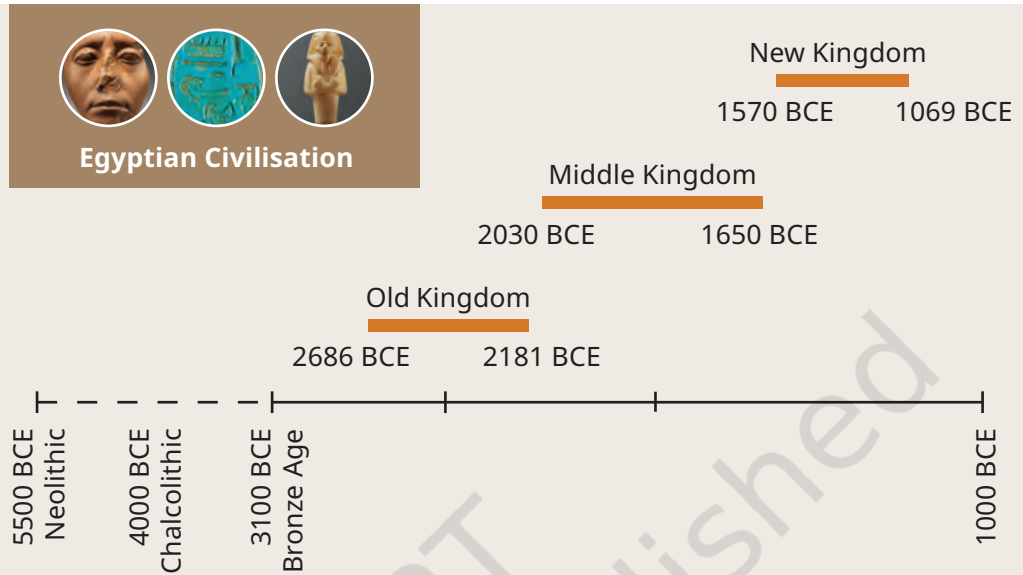 Egyptian Civilisation
New Kingdom
1570 BCE 1069 BCE
Middle Kingdom
2030 BCE 1650 BCE
Old Kingdom
2686 BCE 2181 BCE
5500 BCE
Neolithic
4000 BCE
Chalcolithic
3100 BCE
Bronze Age
1000 BCE